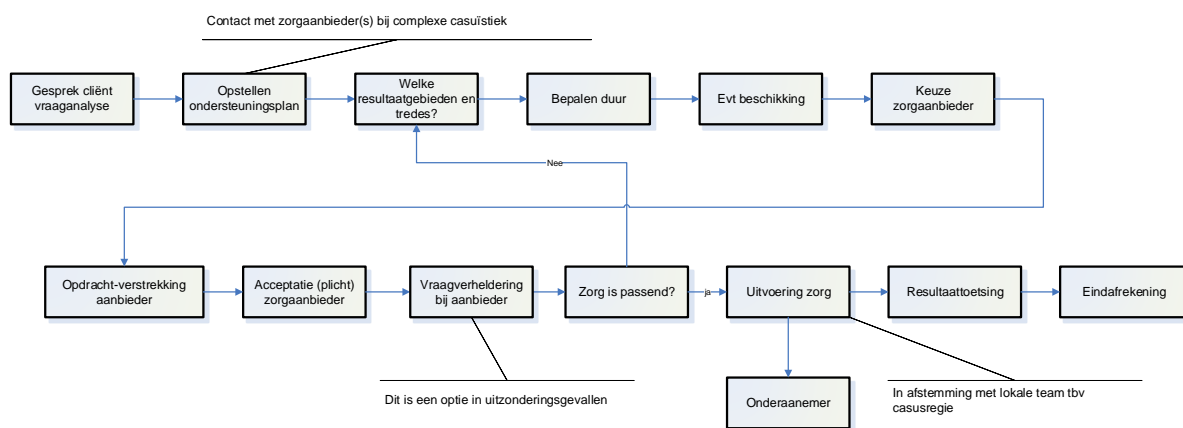 Contact met zorgaanbieder(s) bij complexe casuïstiek
Gesprek cliënt
vraaganalyse
Opstellen
ondersteuningsplan
Welke
resultaatgebieden en
tredes?
Bepalen duur
Evt beschikking
Keuze
zorgaanbieder
Nee
Opdracht-verstrekking
aanbieder
Acceptatie (plicht)
zorgaanbieder
Vraagverheldering
bij aanbieder
Zorg is passend?
ja
Uitvoering zorg
Resultaattoetsing
Eindafrekening
Dit is een optie in uitzonderingsgevallen
Onderaanemer
In afstemming met lokale team tbv
casusregie